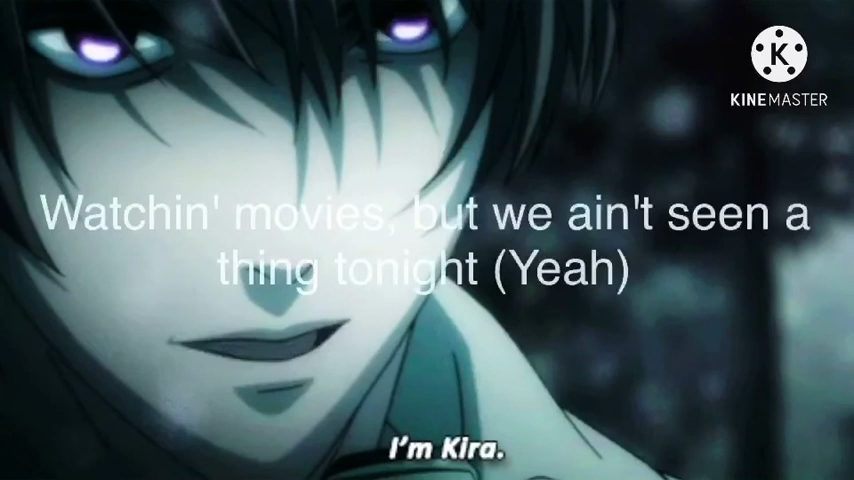 K
KINEMASTER
Watchin' movies, but we ain't seen a
thing tonight (Yeah)
I'm Kira.